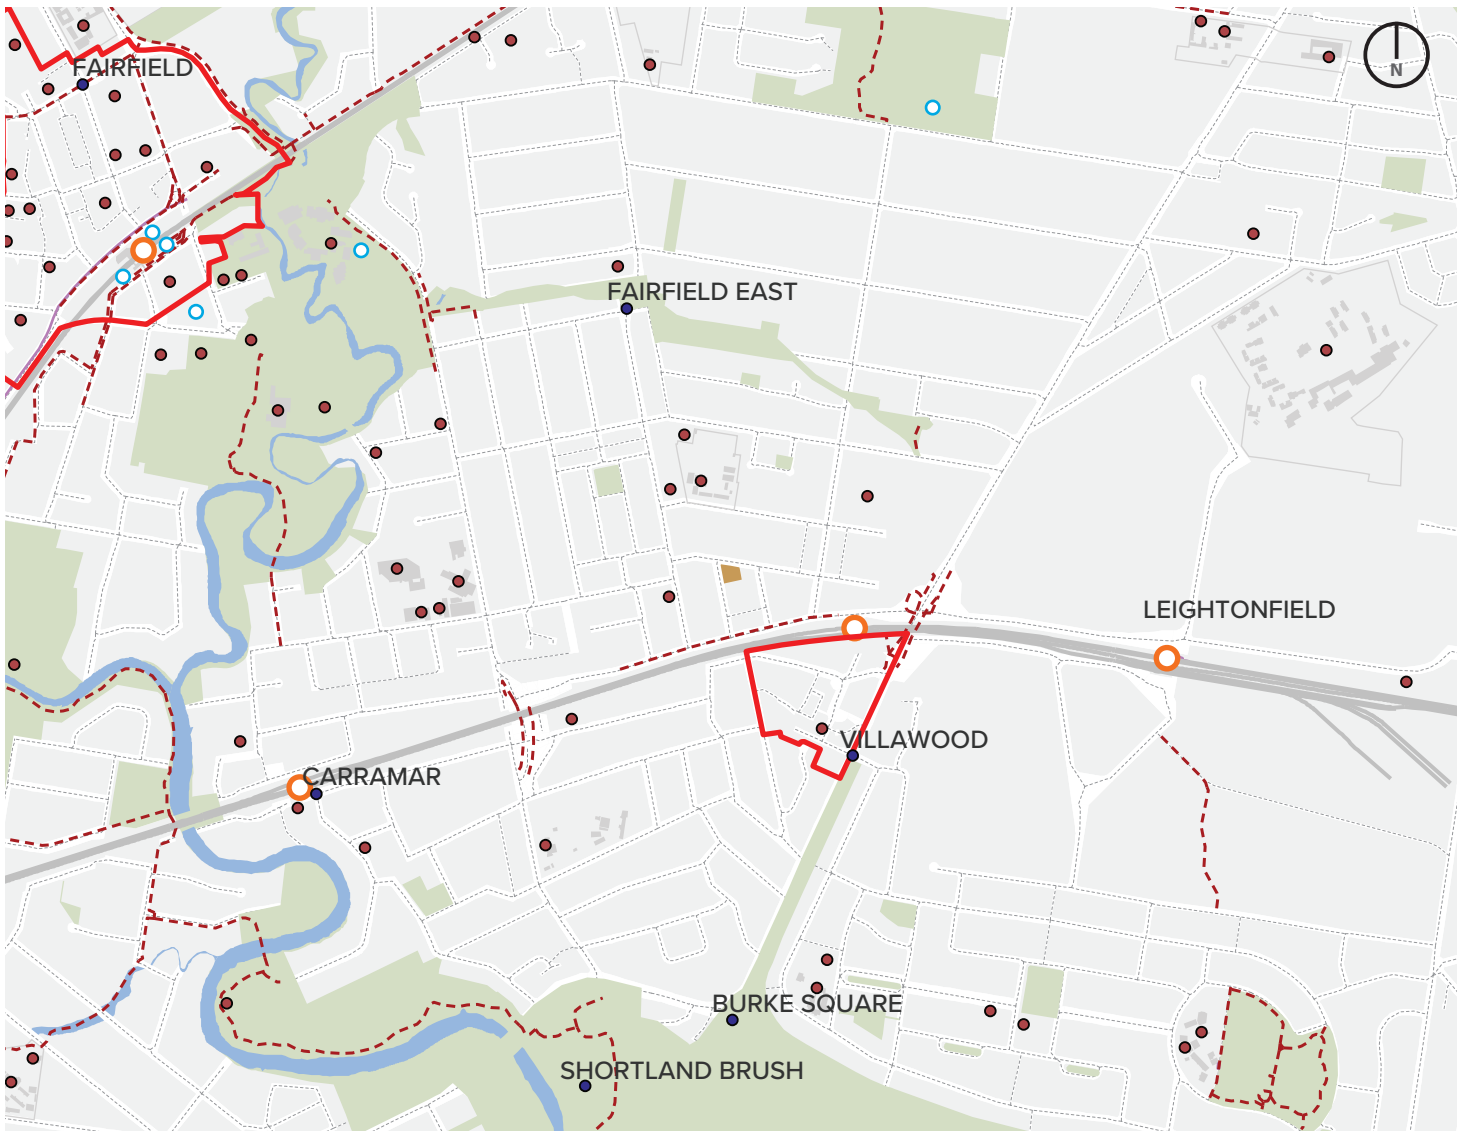 FAIRFIELD
N
FAIRFIELD EAST
LEIGHTONFIELD
VILLAWOOD
CARRAMAR
BURKE SQUARE
SHORTLAND BRUSH